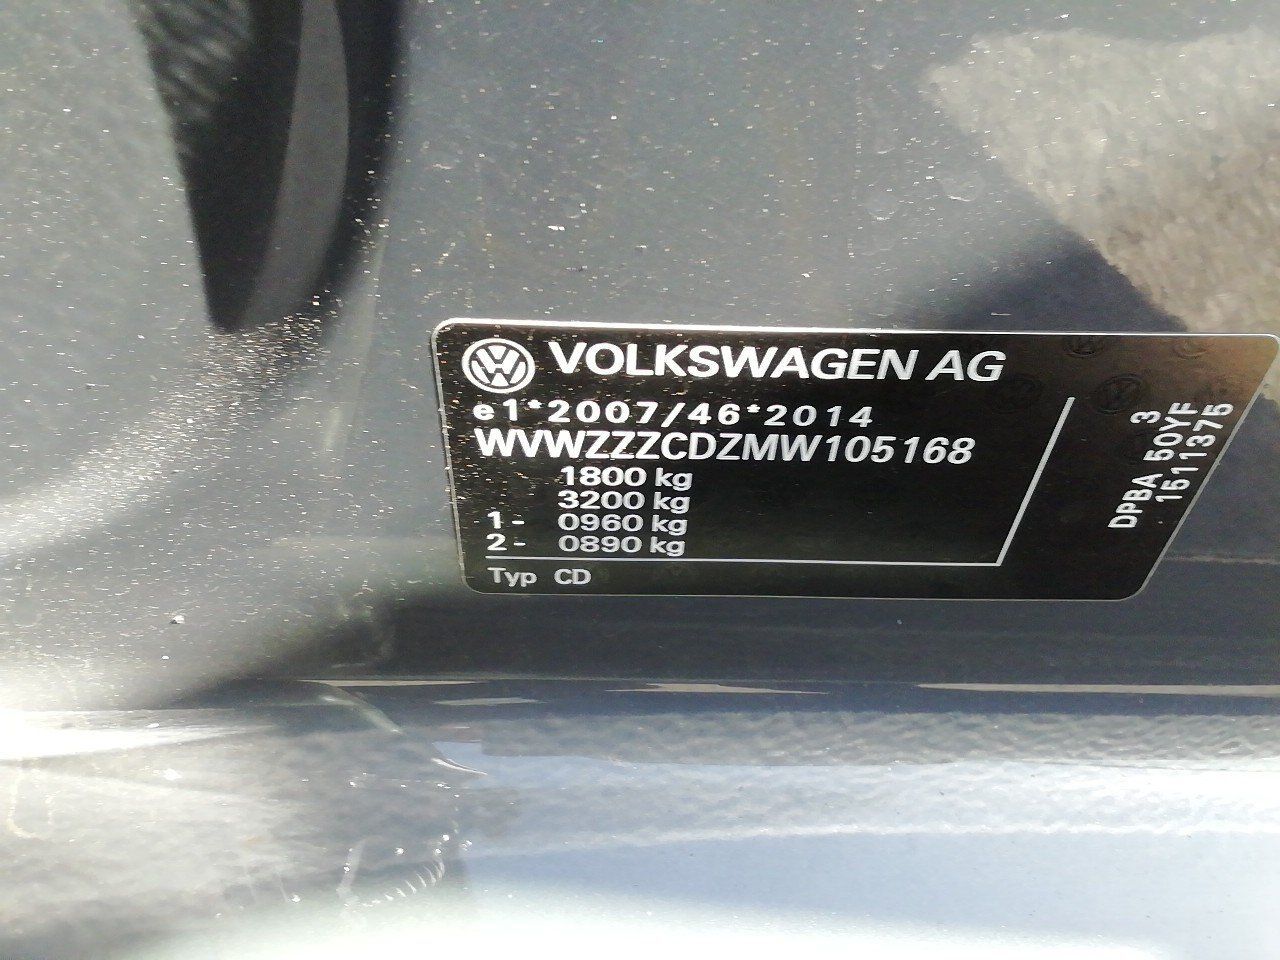 VOLKSWAGEN AG
e1*2007/46*2014
WVWZZZCDZMW105168
1800 kg
3200 kg
1- 0960 kg
2- 0890 kg
Typ CD
3
DPBA 50YF
1511375